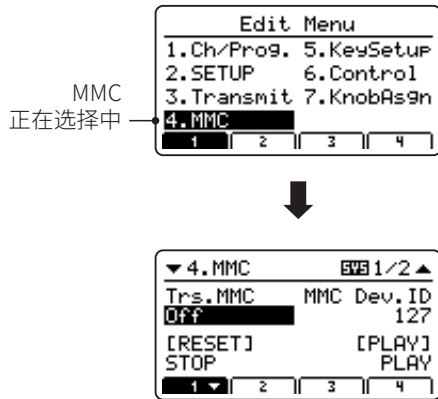 Edit Menu
1.Ch/Prog. 5.KeySetup
2.SETUP 6.Control
3.Transmit 7.KnobAsgn
4.MMC
1 2 3 4
MMC
正在选择中
▼4.MMC SYS 1/2▲
Trs.MMC MMC Dev.ID
Off 127
[RESET] [PLAY]
STOP PLAY
1▼ 2 3 4